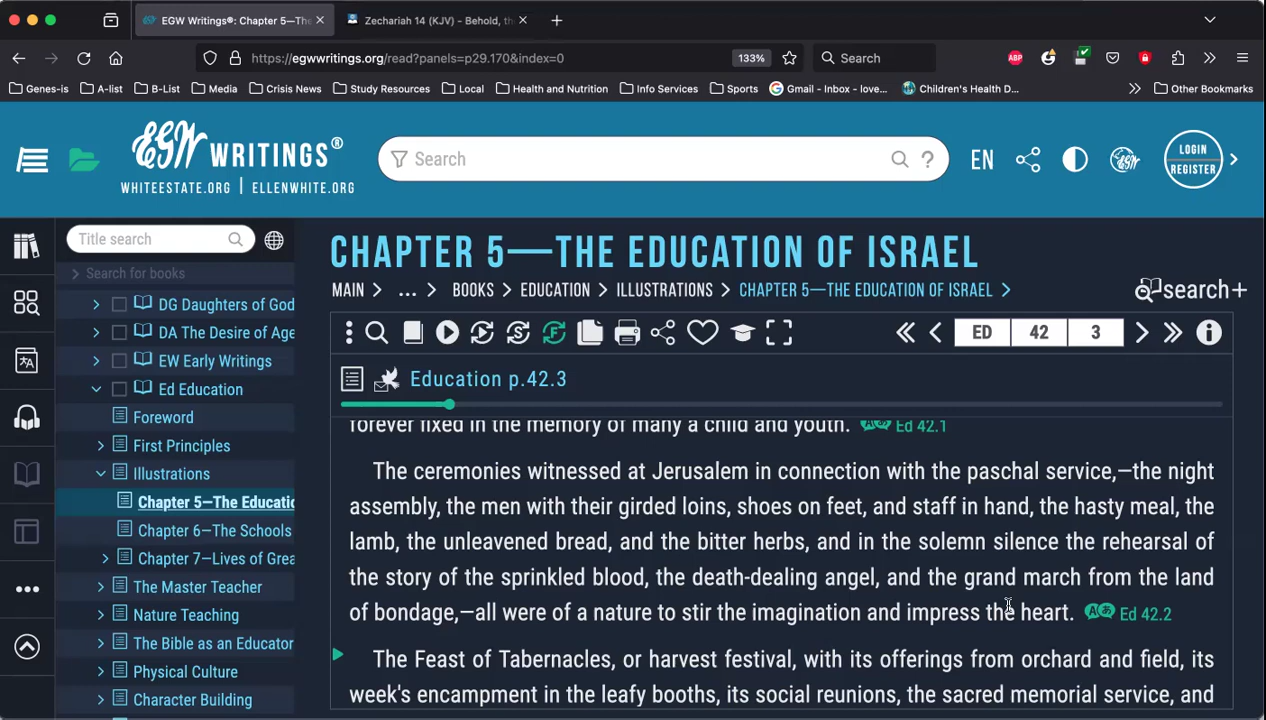 EGW Writings®: Chapter 5—The
Zechariah 14 (KJV) - Behold, the
https://egwwritings.org/read?panels=p29.170&index=0
133%
Search
Genes-is
A-list
B-List
Media
Crisis News
Study Resources
Local
Health and Nutrition
Info Services
Sports
Gmail - Inbox - love...
Children's Health D...
Other Bookmarks
EGW WRITINGS®
WHITEESTATE.ORG | ELLENWHITE.ORG
Search
EN
LOGIN
REGISTER
Title search
Search for books
DG Daughters of God
DA The Desire of Age
EW Early Writings
Ed Education
Foreword
First Principles
Illustrations
Chapter 5—The Educatio
Chapter 6—The Schools
Chapter 7—Lives of Grea
The Master Teacher
Nature Teaching
The Bible as an Educator
Physical Culture
Character Building
CHAPTER 5—THE EDUCATION OF ISRAEL
MAIN > ... > BOOKS > EDUCATION > ILLUSTRATIONS > CHAPTER 5—THE EDUCATION OF ISRAEL >
search+
ED 42 3
Education p.42.3
forever fixed in the memory of many a child and youth. Ed 42.1
The ceremonies witnessed at Jerusalem in connection with the paschal service,—the night
assembly, the men with their girded loins, shoes on feet, and staff in hand, the hasty meal, the
lamb, the unleavened bread, and the bitter herbs, and in the solemn silence the rehearsal of
the story of the sprinkled blood, the death-dealing angel, and the grand march from the land
of bondage,—all were of a nature to stir the imagination and impress the heart. Ed 42.2
The Feast of Tabernacles, or harvest festival, with its offerings from orchard and field, its
week's encampment in the leafy booths, its social reunions, the sacred memorial service, and